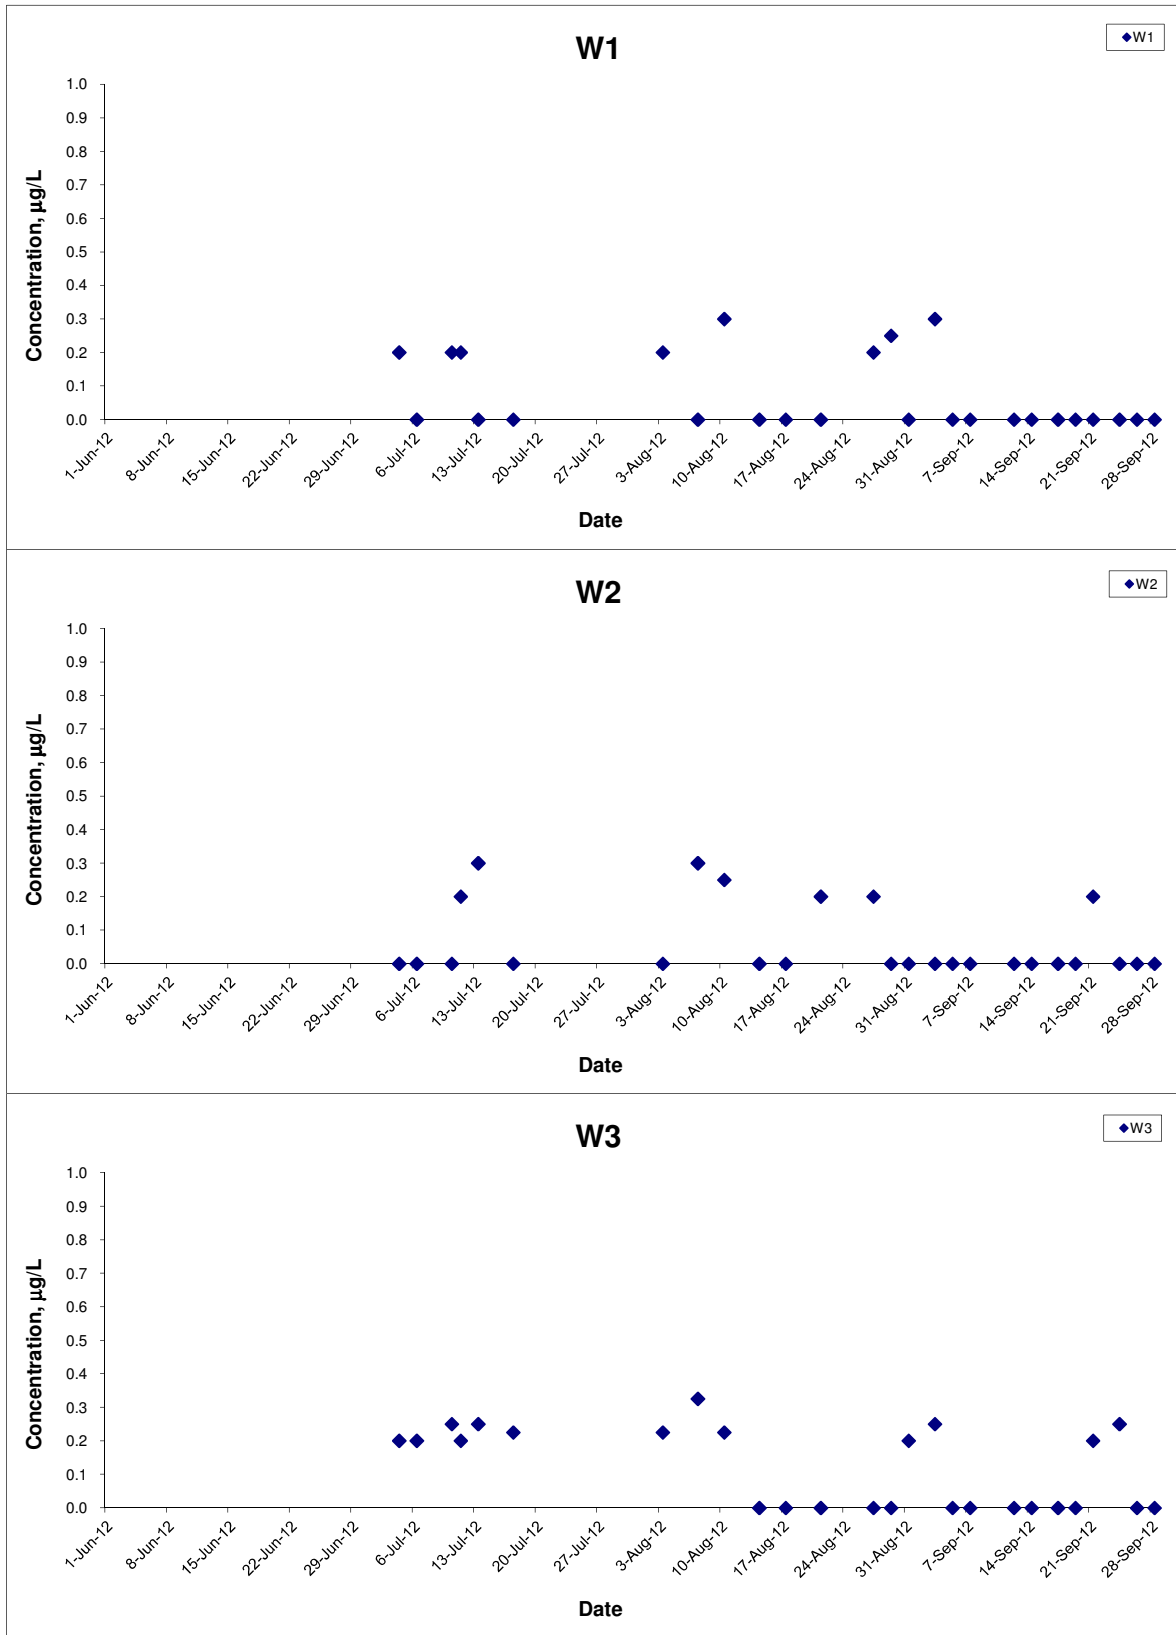 W1
W1
1.0
0.9
0.8
0.7
0.6
0.5
0.4
0.3
0.2
0.1
0.0
Concentration, µg/L
1-Jun-12 8-Jun-12 15-Jun-12 22-Jun-12 29-Jun-12 6-Jul-12 13-Jul-12 20-Jul-12 27-Jul-12 3-Aug-12 10-Aug-12 17-Aug-12 24-Aug-12 31-Aug-12 7-Sep-12 14-Sep-12 21-Sep-12 28-Sep-12
Date
W2
W2
1.0
0.9
0.8
0.7
0.6
0.5
0.4
0.3
0.2
0.1
0.0
Concentration, µg/L
1-Jun-12 8-Jun-12 15-Jun-12 22-Jun-12 29-Jun-12 6-Jul-12 13-Jul-12 20-Jul-12 27-Jul-12 3-Aug-12 10-Aug-12 17-Aug-12 24-Aug-12 31-Aug-12 7-Sep-12 14-Sep-12 21-Sep-12 28-Sep-12
Date
W3
W3
1.0
0.9
0.8
0.7
0.6
0.5
0.4
0.3
0.2
0.1
0.0
Concentration, µg/L
1-Jun-12 8-Jun-12 15-Jun-12 22-Jun-12 29-Jun-12 6-Jul-12 13-Jul-12 20-Jul-12 27-Jul-12 3-Aug-12 10-Aug-12 17-Aug-12 24-Aug-12 31-Aug-12 7-Sep-12 14-Sep-12 21-Sep-12 28-Sep-12
Date